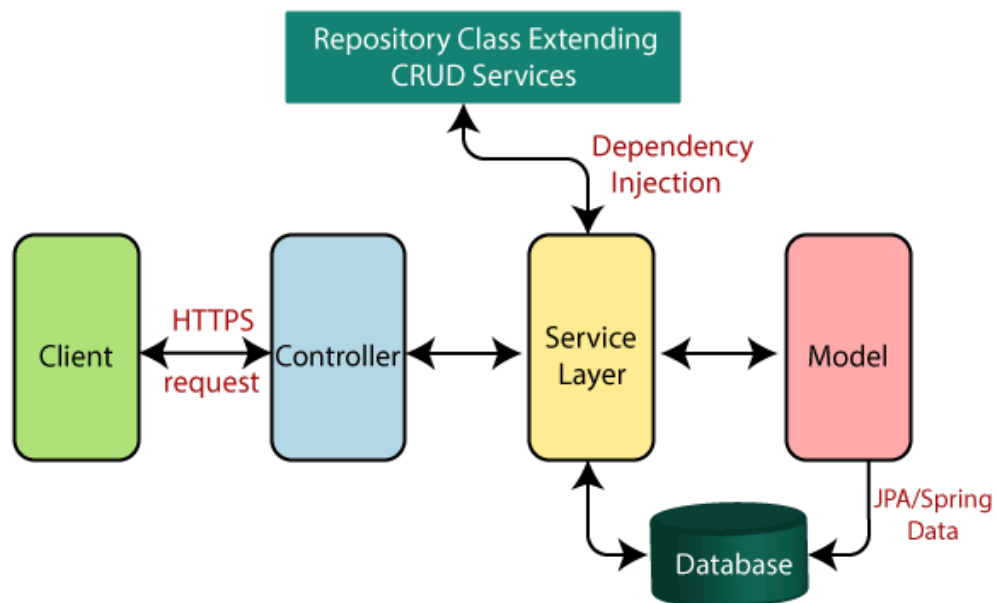 Repository Class Extending
CRUD Services
Dependency
Injection
Client
HTTPS
request
Controller
Service
Layer
Model
JPA/Spring
Data
Database